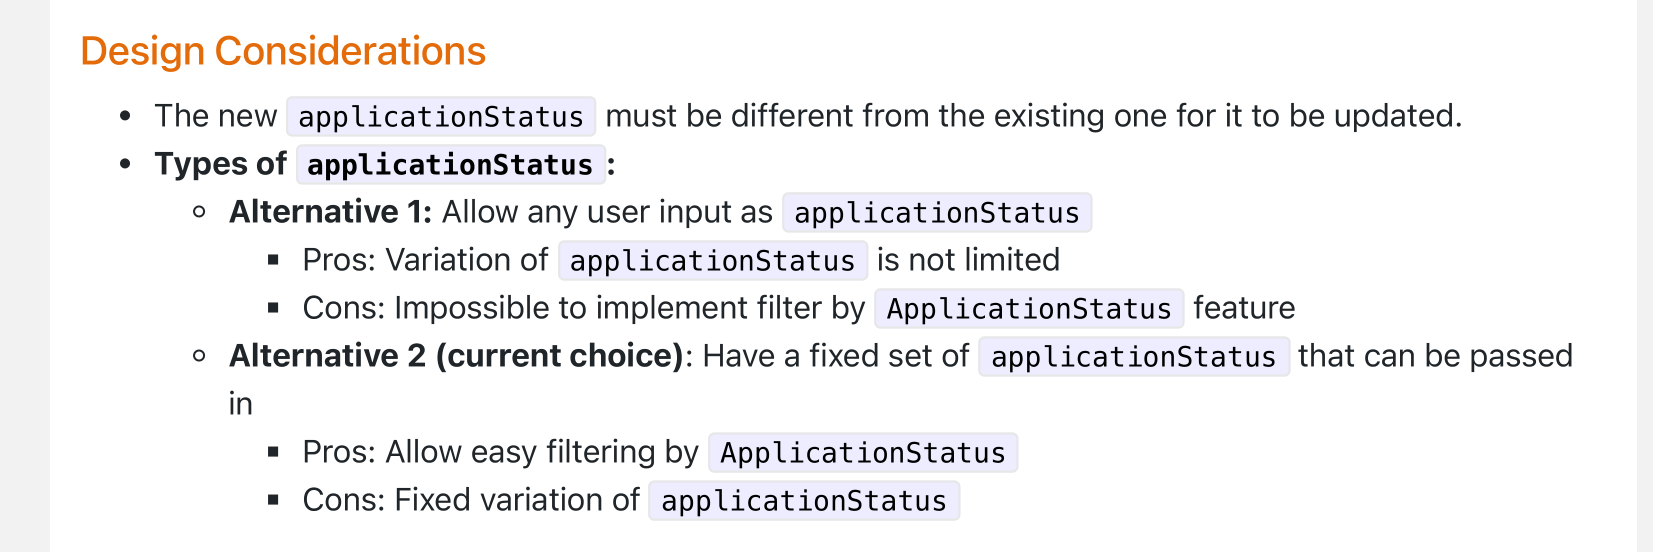 Design Considerations
• The new applicationStatus must be different from the existing one for it to be updated.
• Types of applicationStatus:
◦ Alternative 1: Allow any user input as applicationStatus
▪ Pros: Variation of applicationStatus is not limited
▪ Cons: Impossible to implement filter by ApplicationStatus feature
◦ Alternative 2 (current choice): Have a fixed set of applicationStatus that can be passed
in
▪ Pros: Allow easy filtering by ApplicationStatus
▪ Cons: Fixed variation of applicationStatus